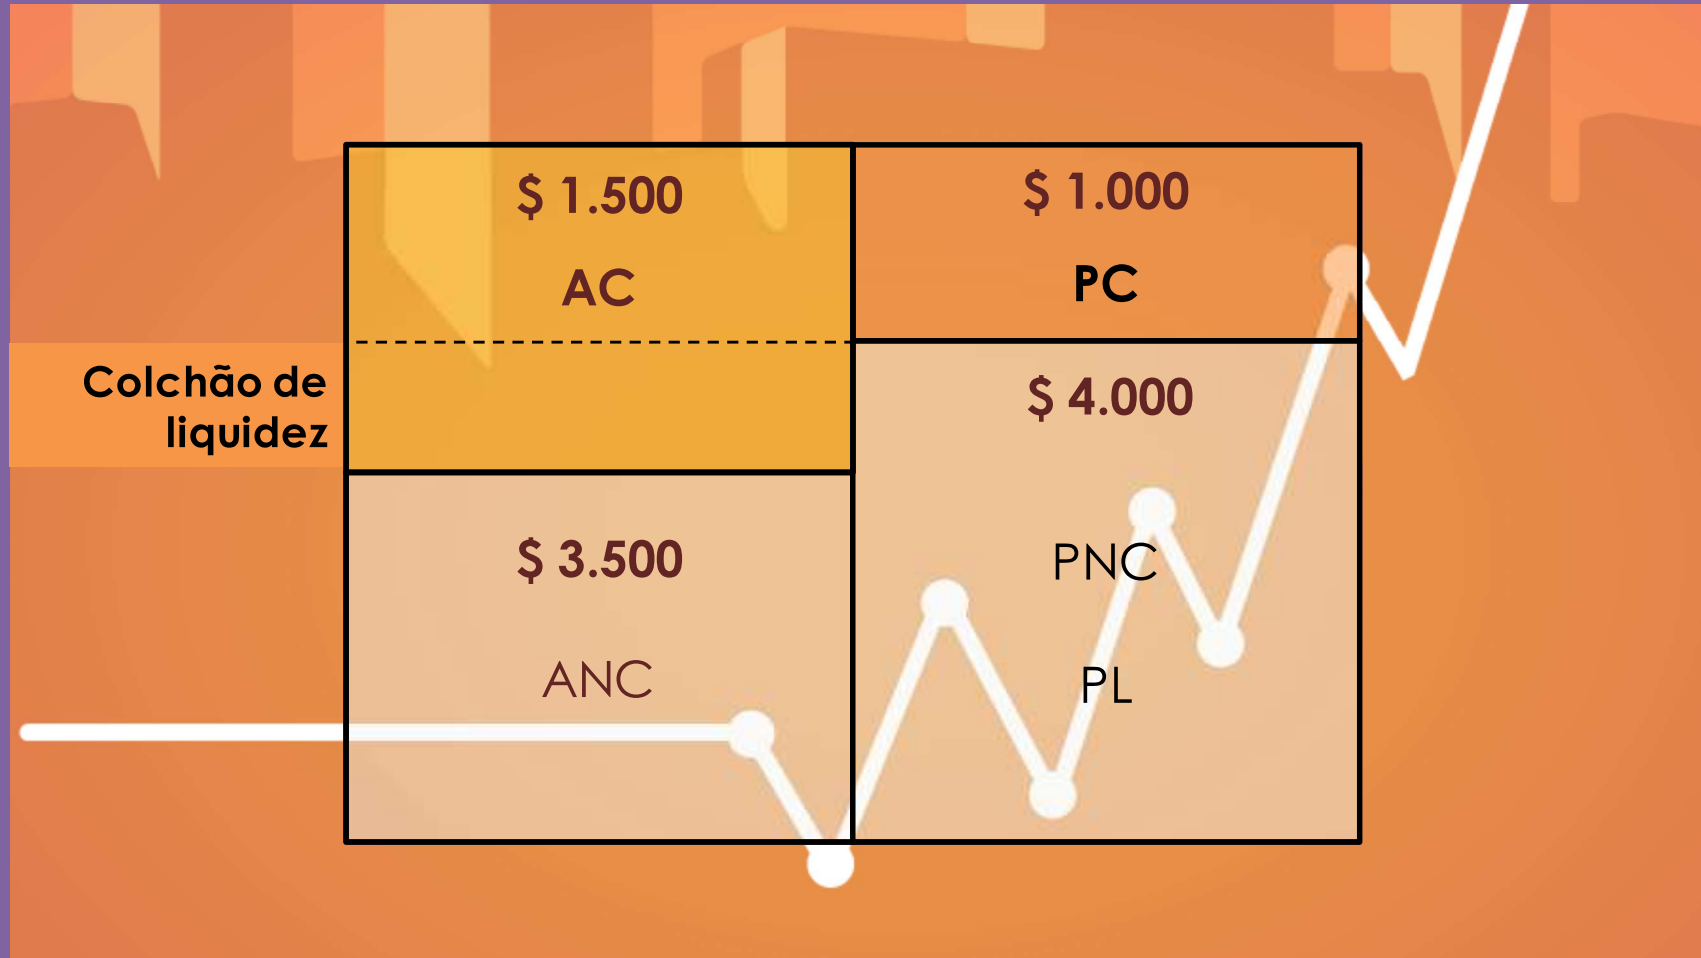 $ 1.500
AC
$ 1.000
PC
Colchão de
liquidez
$ 4.000
PNC
PL
$ 3.500
ANC